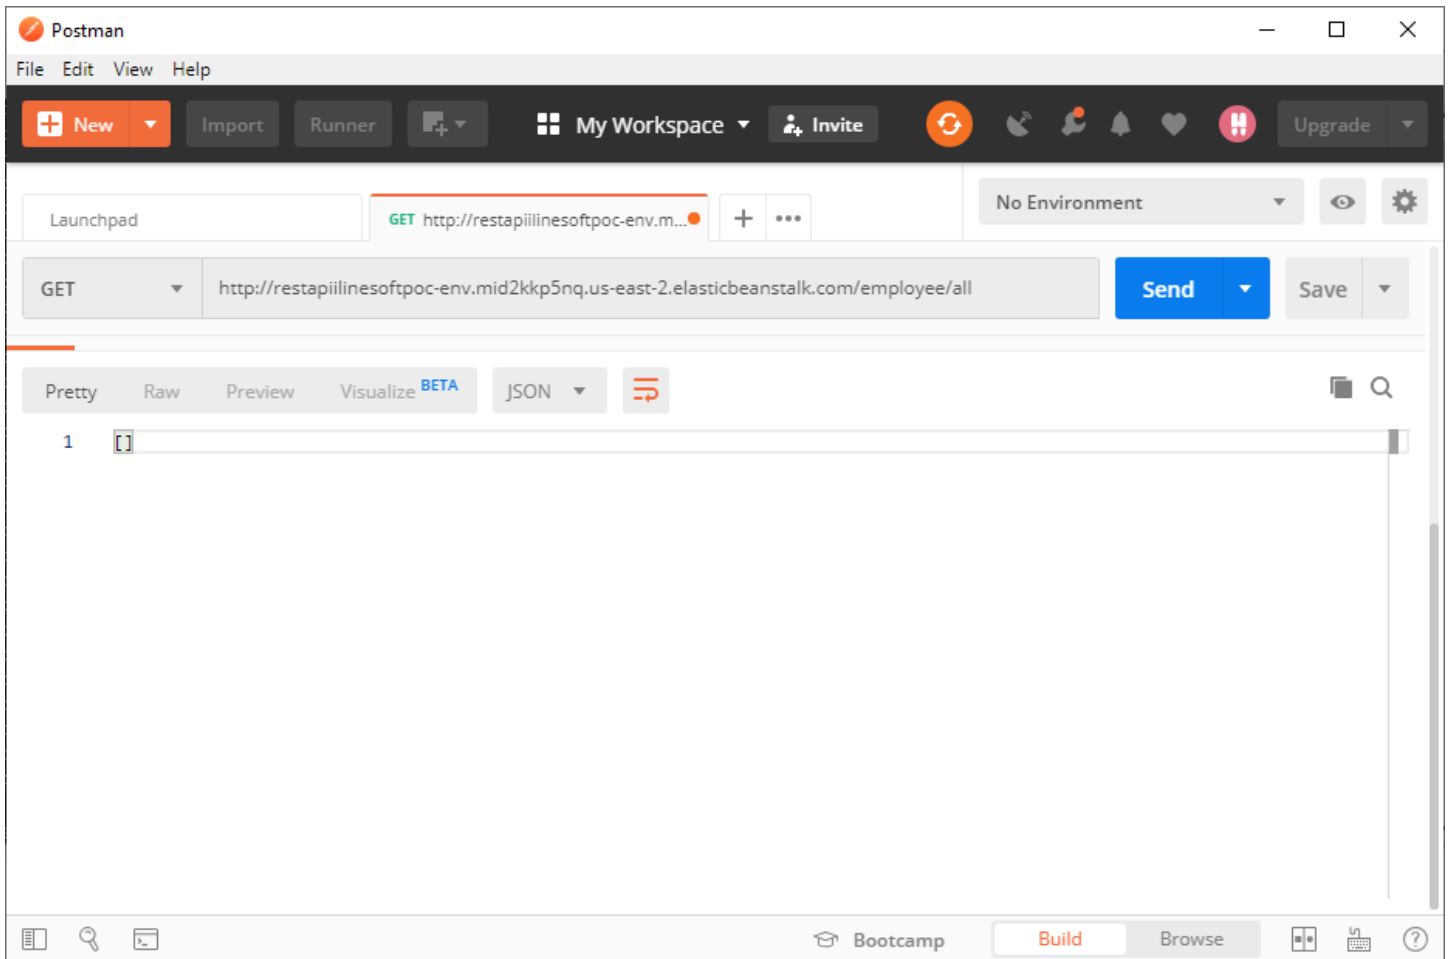 Postman
File Edit View Help
New Import Runner My Workspace Invite Upgrade
Launchpad GET http://restapiilinesoftpoc-env.m... No Environment
GET http://restapiilinesoftpoc-env.mid2kkp5nq.us-east-2.elasticbeanstalk.com/employee/all Send Save
Pretty Raw Preview Visualize BETA JSON
1 []
Bootcamp Build Browse